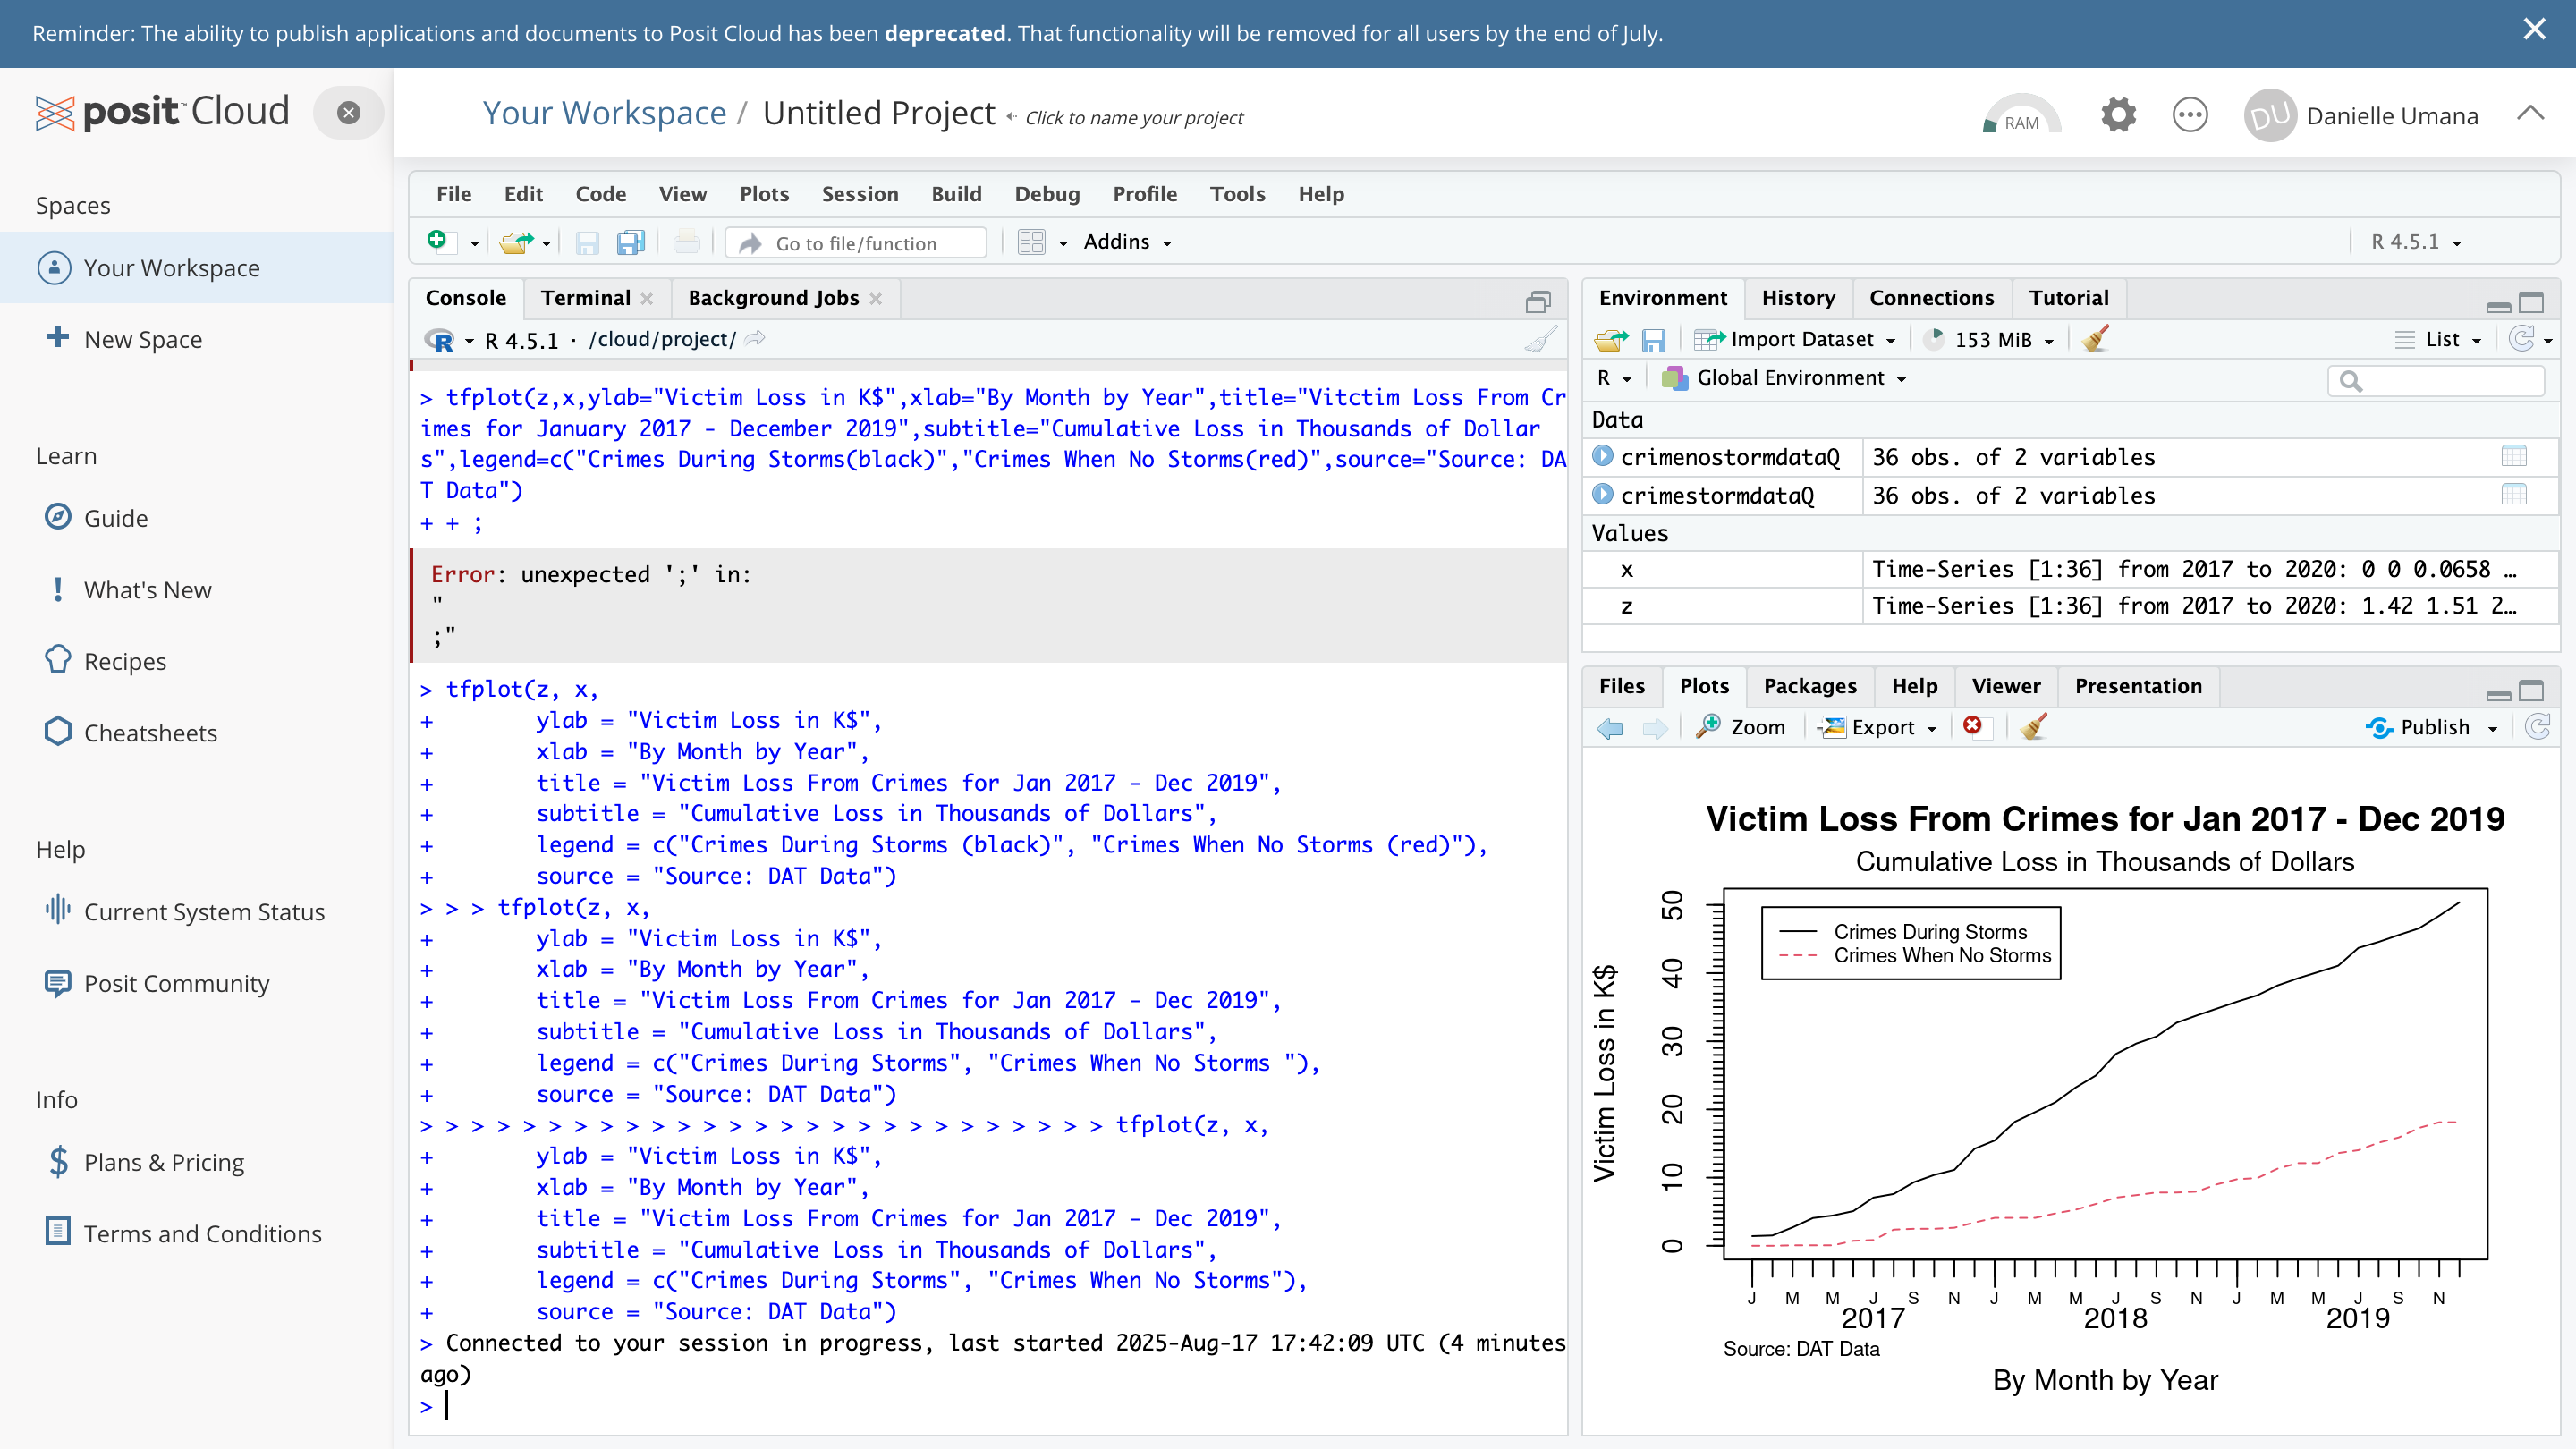 Reminder: The ability to publish applications and documents to Posit Cloud has been deprecated. That functionality will be removed for all users by the end of July.
posit™ Cloud
Your Workspace / Untitled Project
Click to name your project
RAM
DU
Danielle Umana
Spaces
Your Workspace
New Space
Learn
Guide
What's New
Recipes
Cheatsheets
Help
Current System Status
Posit Community
Info
Plans & Pricing
Terms and Conditions
File Edit Code View Plots Session Build Debug Profile Tools Help
Go to file/function
Addins
R 4.5.1
Console Terminal Background Jobs
R 4.5.1 · /cloud/project/
> tfplot(z,x,ylab="Victim Loss in K$",xlab="By Month by Year",title="Vitctim Loss From Cr
imes for January 2017 - December 2019",subtitle="Cumulative Loss in Thousands of Dollar
s",legend=c("Crimes During Storms(black)","Crimes When No Storms(red)",source="Source: DA
T Data")
+ + ;
Error: unexpected ';' in:
"
;"
> tfplot(z, x,
+ ylab = "Victim Loss in K$",
+ xlab = "By Month by Year",
+ title = "Victim Loss From Crimes for Jan 2017 - Dec 2019",
+ subtitle = "Cumulative Loss in Thousands of Dollars",
+ legend = c("Crimes During Storms (black)", "Crimes When No Storms (red)"),
+ source = "Source: DAT Data")
> > > tfplot(z, x,
+ ylab = "Victim Loss in K$",
+ xlab = "By Month by Year",
+ title = "Victim Loss From Crimes for Jan 2017 - Dec 2019",
+ subtitle = "Cumulative Loss in Thousands of Dollars",
+ legend = c("Crimes During Storms", "Crimes When No Storms "),
+ source = "Source: DAT Data")
> > > > > > > > > > > > > > > > > > > > > > > > > > > tfplot(z, x,
+ ylab = "Victim Loss in K$",
+ xlab = "By Month by Year",
+ title = "Victim Loss From Crimes for Jan 2017 - Dec 2019",
+ subtitle = "Cumulative Loss in Thousands of Dollars",
+ legend = c("Crimes During Storms", "Crimes When No Storms"),
+ source = "Source: DAT Data")
> Connected to your session in progress, last started 2025-Aug-17 17:42:09 UTC (4 minutes
ago)
>
Environment History Connections Tutorial
Import Dataset 153 MiB List
R Global Environment
Data
crimenostormdataQ 36 obs. of 2 variables
crimestormdataQ 36 obs. of 2 variables
Values
x Time-Series [1:36] from 2017 to 2020: 0 0 0.0658 …
z Time-Series [1:36] from 2017 to 2020: 1.42 1.51 2…
Files Plots Packages Help Viewer Presentation
Zoom Export Publish
Victim Loss From Crimes for Jan 2017 - Dec 2019
Cumulative Loss in Thousands of Dollars
Crimes During Storms
Crimes When No Storms
Victim Loss in K$
50
40
30
20
10
0
J M M J S N J M M J S N J M M J S N
2017 2018 2019
Source: DAT Data
By Month by Year